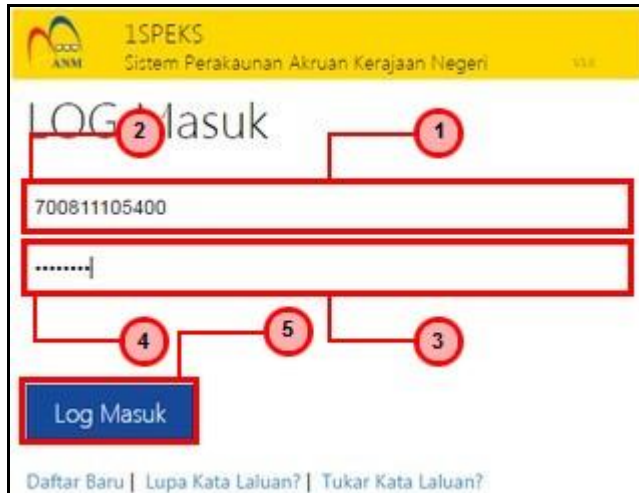 1SPEKS
ANM
Sistem Perakaunan Akruan Kerajaan Negeri
LOG Masuk
2
1
700811105400
••••••••
4
5
3
Log Masuk
Daftar Baru | Lupa Kata Laluan? | Tukar Kata Laluan?